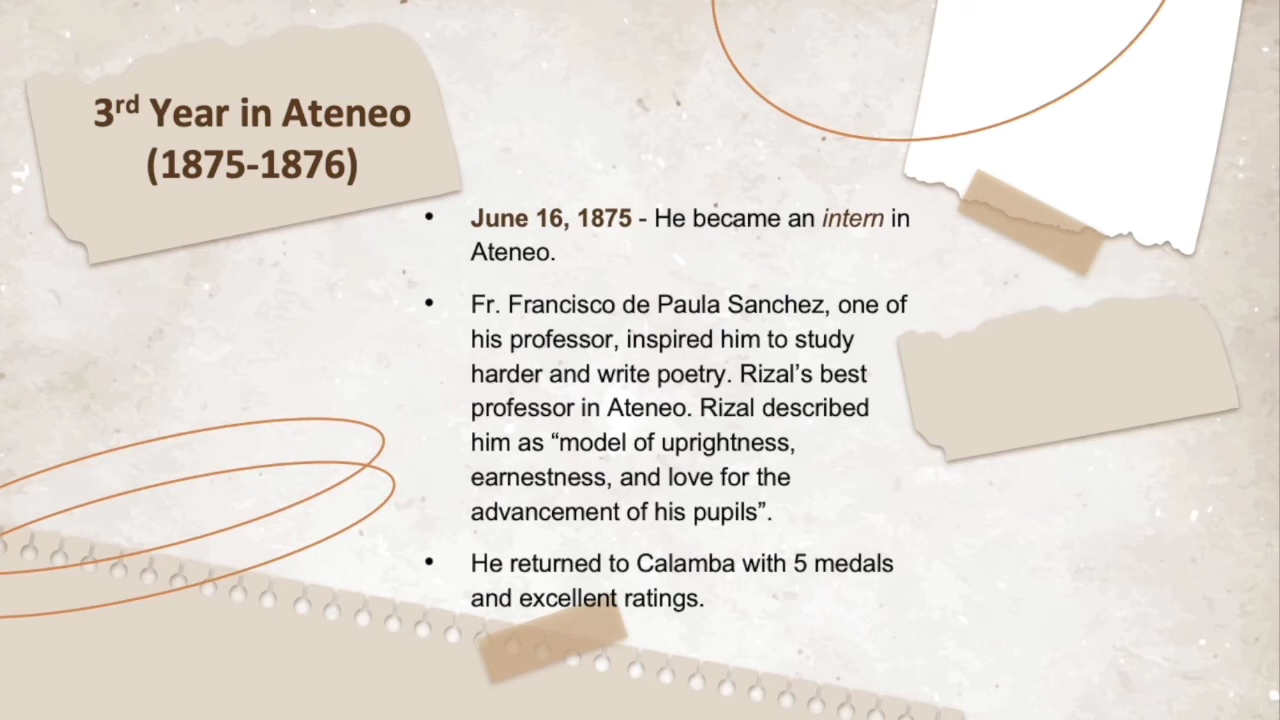 3rd Year in Ateneo
(1875-1876)
• June 16, 1875 - He became an intern in
Ateneo.
• Fr. Francisco de Paula Sanchez, one of
his professor, inspired him to study
harder and write poetry. Rizal’s best
professor in Ateneo. Rizal described
him as “model of uprightness,
earnestness, and love for the
advancement of his pupils”.
• He returned to Calamba with 5 medals
and excellent ratings.